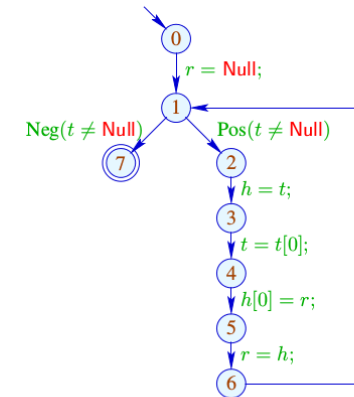 0
r = Null;
1
Neg(t ≠ Null) Pos(t ≠ Null)
7 2
h = t;
3
t = t[0];
4
h[0] = r;
5
r = h;
6